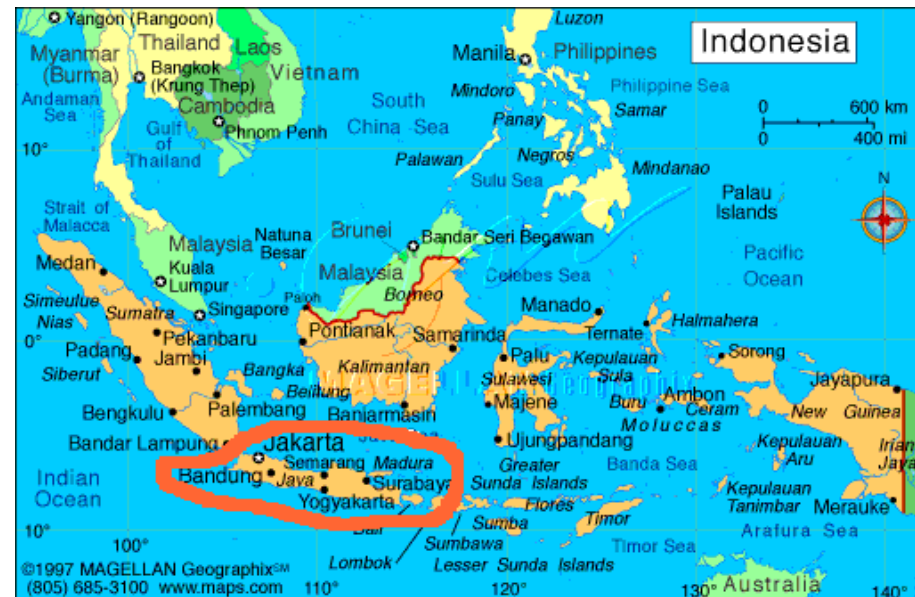 Yangon (Rangoon)
Luzon
Indonesia
Myanmar
(Burma)
Thailand
Laos
Manila
Philippines
Bangkok
(Krung Thep)
Vietnam
Philippine Sea
Andaman
Sea
Cambodia
South
China Sea
Mindoro
Samar
0
600 km
Panay
0
400 mi
Gulf
of
Thailand
Phnom Penh
10°
Palawan
Negros
Mindanao
Sulu Sea
N
Palau
Islands
Strait of
Malacca
Malaysia
Natuna
Besar
Brunei
Bandar Seri Begawan
Pacific
Ocean
Medan
Kuala
Lumpur
Malaysia
Celebes Sea
Simeulue
Paloh
Borneo
Manado
Nias
Sumatra
Singapore
Ternate
Halmahera
0°
Pekanbaru
Pontianak
Samarinda
Padang
Jambi
Palu
Kepulauan
Sula
Sorong
Siberut
Bangka
Kalimantan
Sulawesi
Jayapura
Belitung
MAGEL
Geographix
Bengkulu
Palembang
Banjarmasin
Majene
Buru
Ambon
Ceram
New Guinea
Moluccas
Bandar Lampung
Jakarta
Ujungpandang
Kepulauan
Aru
Irian
Jaya
Indian
Ocean
Bandung
Java
Semarang
Madura
Surabaya
Greater
Sunda Islands
Banda Sea
Yogyakarta
Flores
Kepulauan
Tanimbar
Merauke
10°
Bali
Sumba
Timor
Arafura Sea
100°
Sumbawa
Timor Sea
Lombok
Lesser Sunda Islands
©1997 MAGELLAN Geographix℠
(805) 685-3100 www.maps.com
110°
120°
130°
Australia
140°